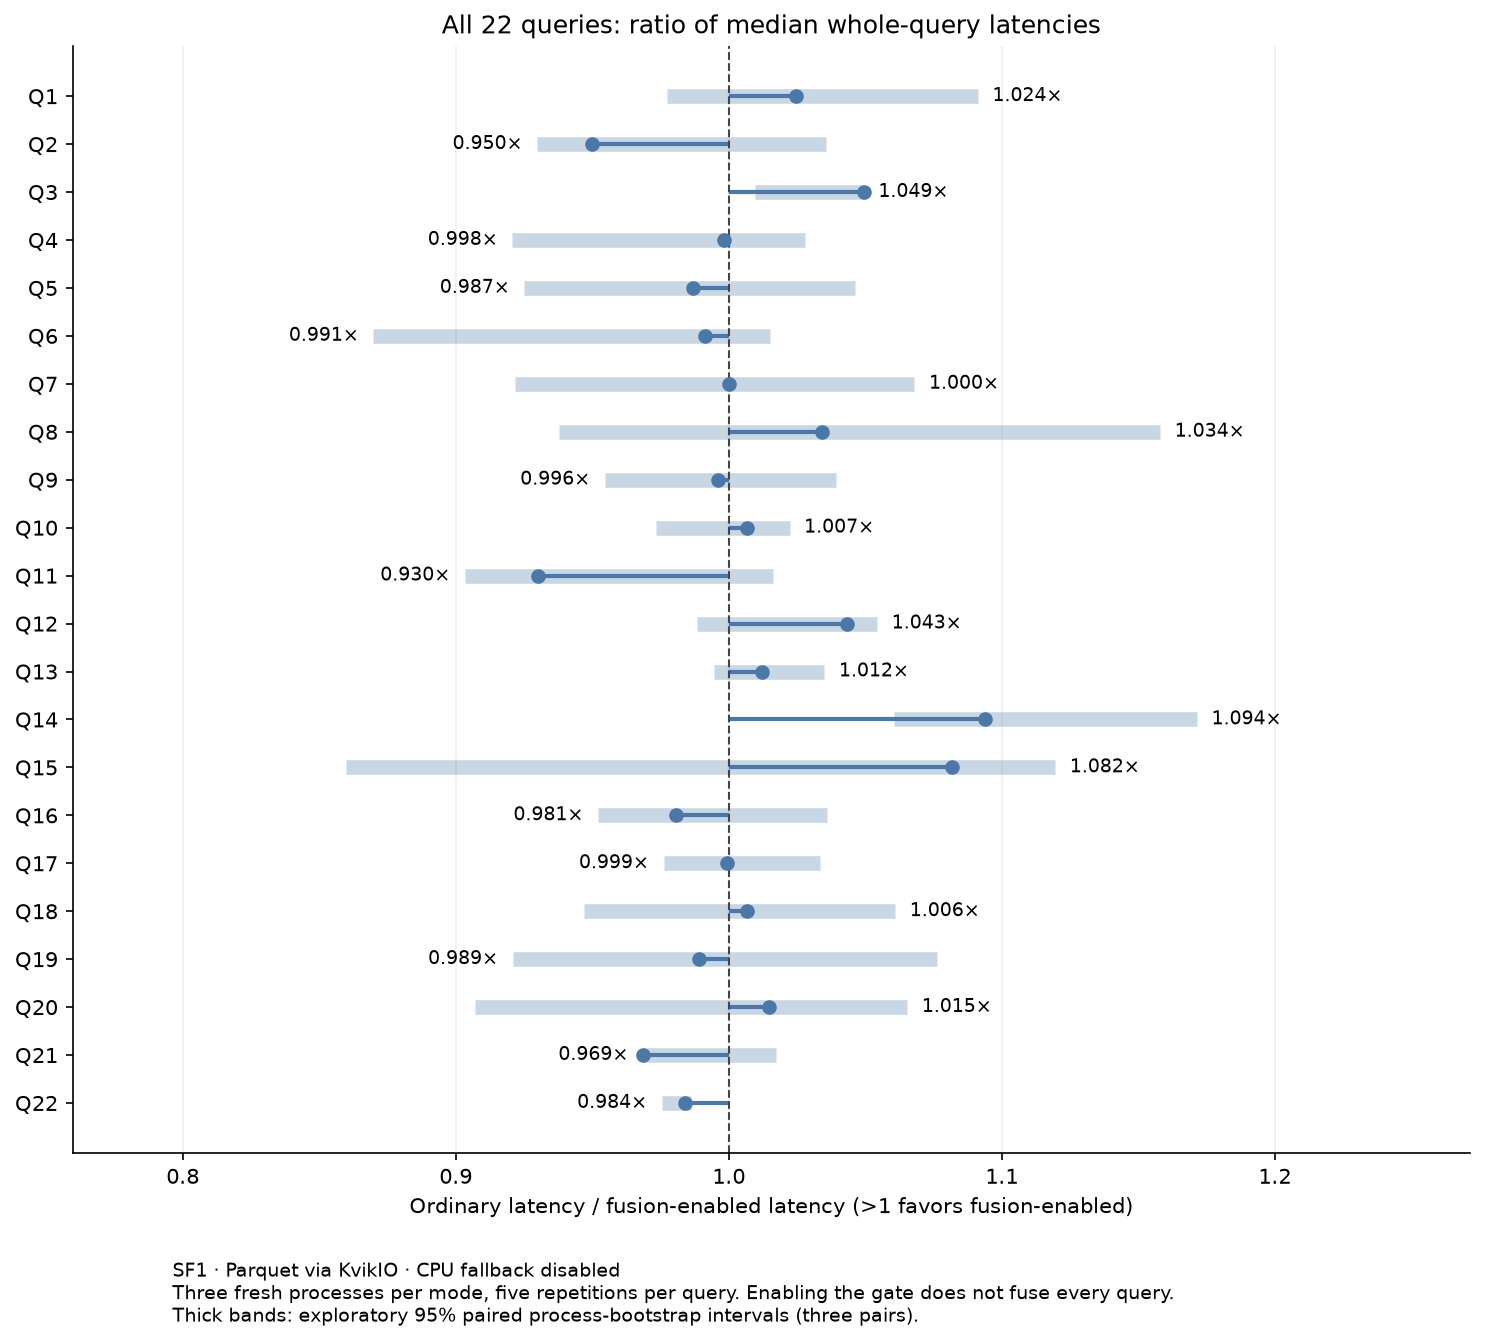 All 22 queries: ratio of median whole-query latencies
Q1 1.024×
Q2 0.950×
Q3 1.049×
Q4 0.998×
Q5 0.987×
Q6 0.991×
Q7 1.000×
Q8 1.034×
Q9 0.996×
Q10 1.007×
Q11 0.930×
Q12 1.043×
Q13 1.012×
Q14 1.094×
Q15 1.082×
Q16 0.981×
Q17 0.999×
Q18 1.006×
Q19 0.989×
Q20 1.015×
Q21 0.969×
Q22 0.984×
0.8 0.9 1.0 1.1 1.2
Ordinary latency / fusion-enabled latency (>1 favors fusion-enabled)
SF1 · Parquet via KvikIO · CPU fallback disabled
Three fresh processes per mode, five repetitions per query. Enabling the gate does not fuse every query.
Thick bands: exploratory 95% paired process-bootstrap intervals (three pairs).